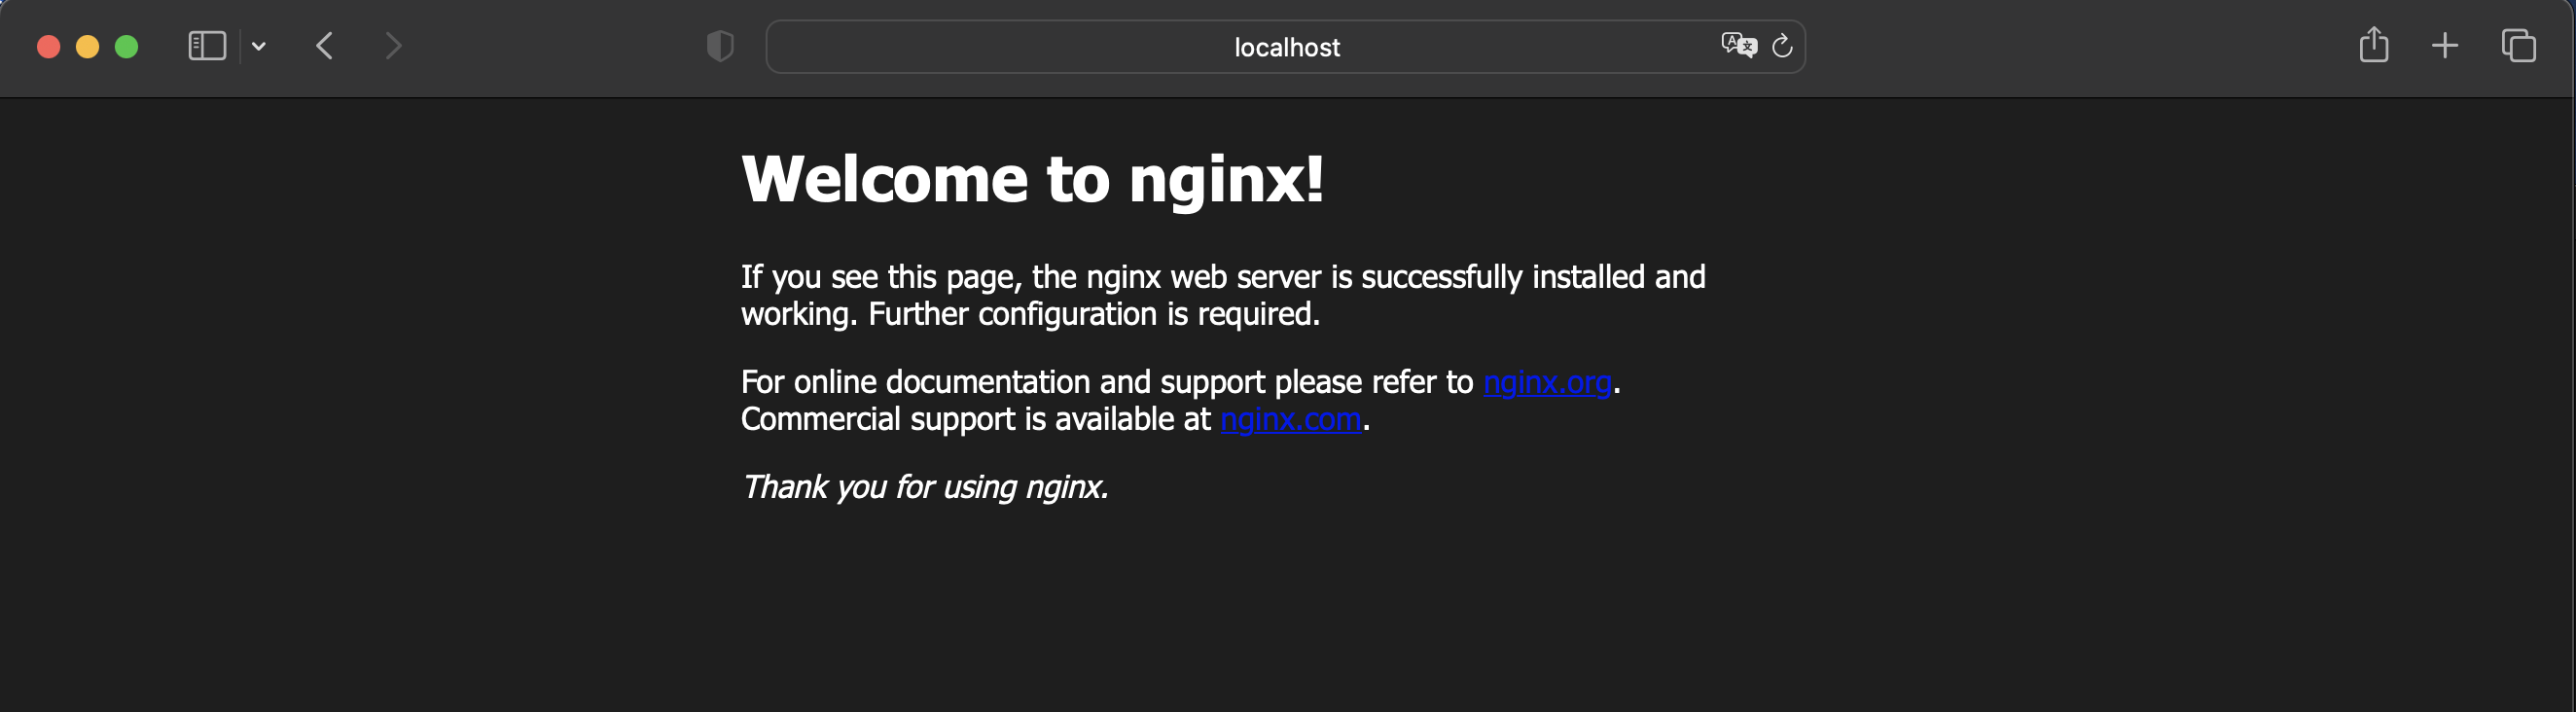 localhost
Welcome to nginx!
If you see this page, the nginx web server is successfully installed and
working. Further configuration is required.
For online documentation and support please refer to nginx.org.
Commercial support is available at nginx.com.
Thank you for using nginx.